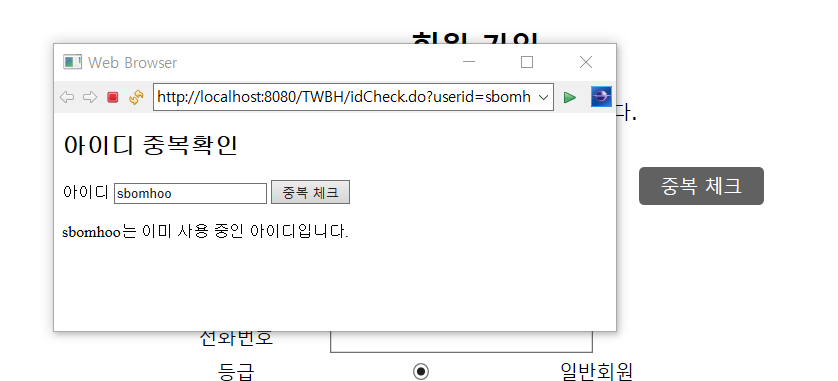 회원 가입
Web Browser
http://localhost:8080/TWBH/idCheck.do?userid=sbomh
다.
아이디 중복확인
아이디 sbomhoo 중복 체크
중복 체크
sbomhoo는 이미 사용 중인 아이디입니다.
전화번호
등급 일반회원